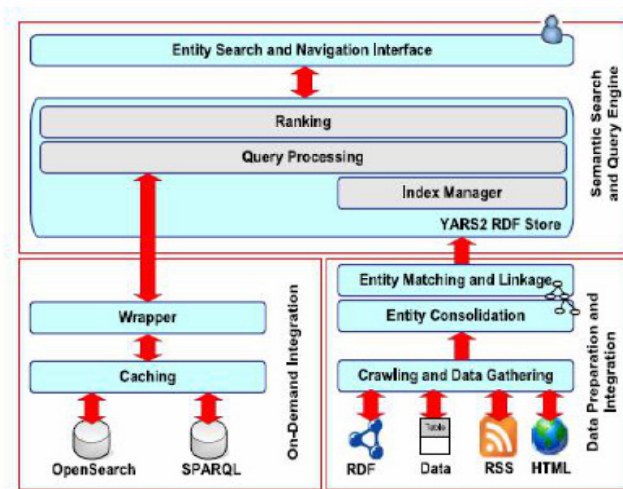 Entity Search and Navigation Interface
Ranking
Query Processing
Index Manager
YARS2 RDF Store
Semantic Search
and Query Engine
Wrapper
Caching
OpenSearch
SPARQL
On-Demand Integration
Entity Matching and Linkage
Entity Consolidation
Crawling and Data Gathering
RDF
Table
Data
RSS
HTML
Data Preparation and
Integration